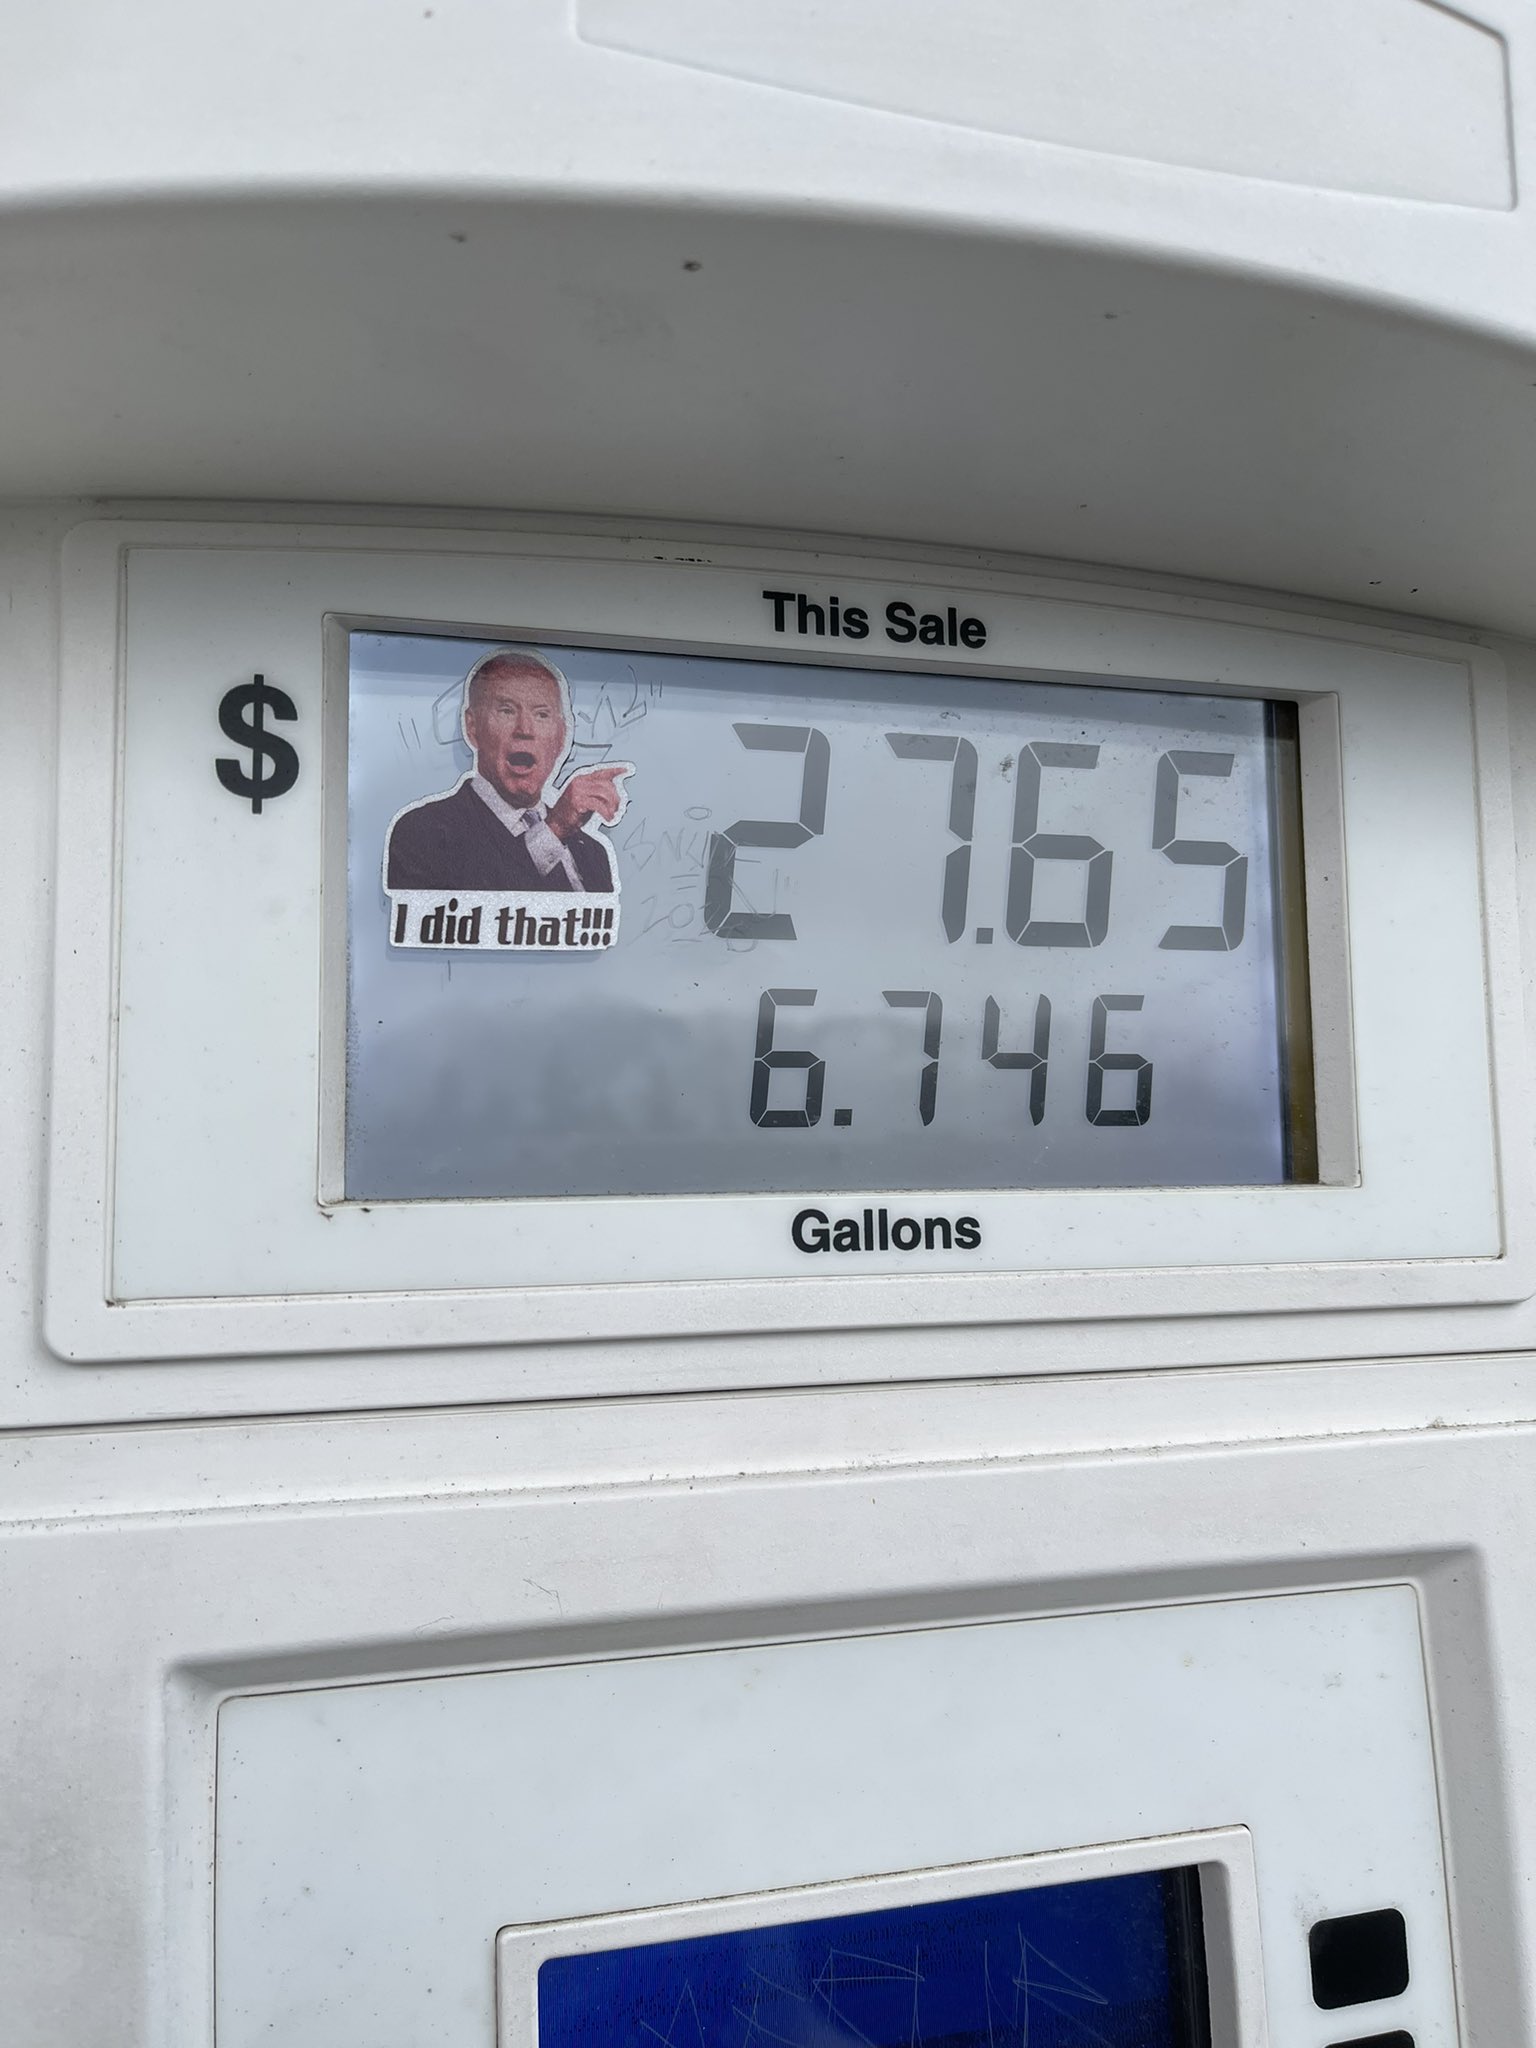 This Sale
$
27.65
I did that!!!
6.746
Gallons